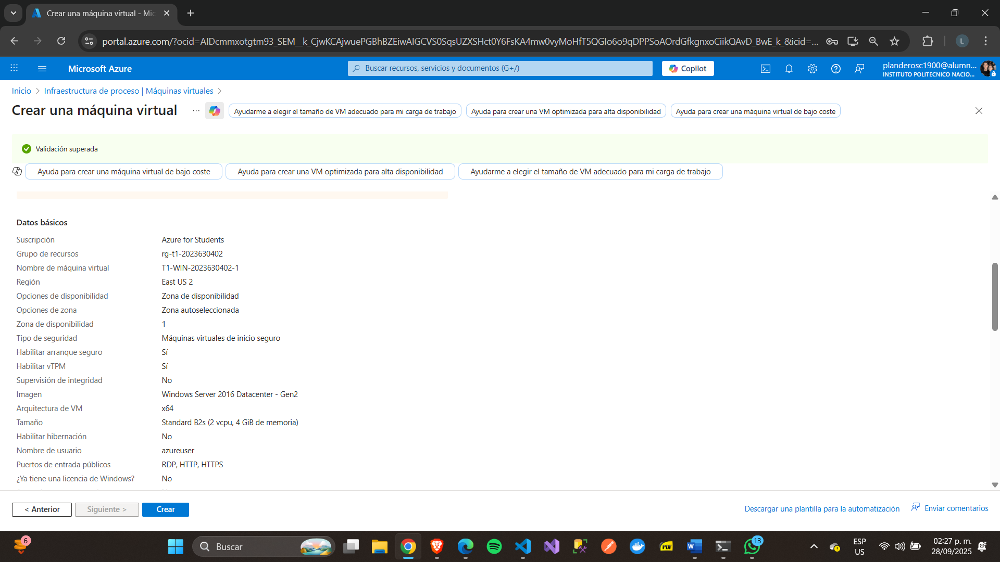 Crear una máquina virtual - Mic
portal.azure.com/?ocid=AIDcmmxotgtm93_SEM__k_CjwKCAjwuePGBhBZEiwAIGCVS0SqsUZXSHct0Y6FsKA4mw0vyMoHfT5QGIo6o9qDPPSoAOrdGfkgnxoCiikQAvD_BwE_k_&icid=...
L
Microsoft Azure
Buscar recursos, servicios y documentos (G+/)
Copilot
planderosc1900@alumn...
INSTITUTO POLITECNICO NACIO...
Inicio > Infraestructura de proceso | Máquinas virtuales >
Crear una máquina virtual ...
Ayudarme a elegir el tamaño de VM adecuado para mi carga de trabajo
Ayuda para crear una VM optimizada para alta disponibilidad
Ayuda para crear una máquina virtual de bajo coste
Validación superada
Ayuda para crear una máquina virtual de bajo coste
Ayuda para crear una VM optimizada para alta disponibilidad
Ayudarme a elegir el tamaño de VM adecuado para mi carga de trabajo
Datos básicos
Suscripción Azure for Students
Grupo de recursos rg-t1-2023630402
Nombre de máquina virtual T1-WIN-2023630402-1
Región East US 2
Opciones de disponibilidad Zona de disponibilidad
Opciones de zona Zona autoseleccionada
Zona de disponibilidad 1
Tipo de seguridad Máquinas virtuales de inicio seguro
Habilitar arranque seguro Sí
Habilitar vTPM Sí
Supervisión de integridad No
Imagen Windows Server 2016 Datacenter - Gen2
Arquitectura de VM x64
Tamaño Standard B2s (2 vcpu, 4 GiB de memoria)
Habilitar hibernación No
Nombre de usuario azureuser
Puertos de entrada públicos RDP, HTTP, HTTPS
¿Ya tiene una licencia de Windows? No
< Anterior
Siguiente >
Crear
Descargar una plantilla para la automatización
Enviar comentarios
6
Buscar
PDF
13
ESP
US
02:27 p. m.
28/09/2025